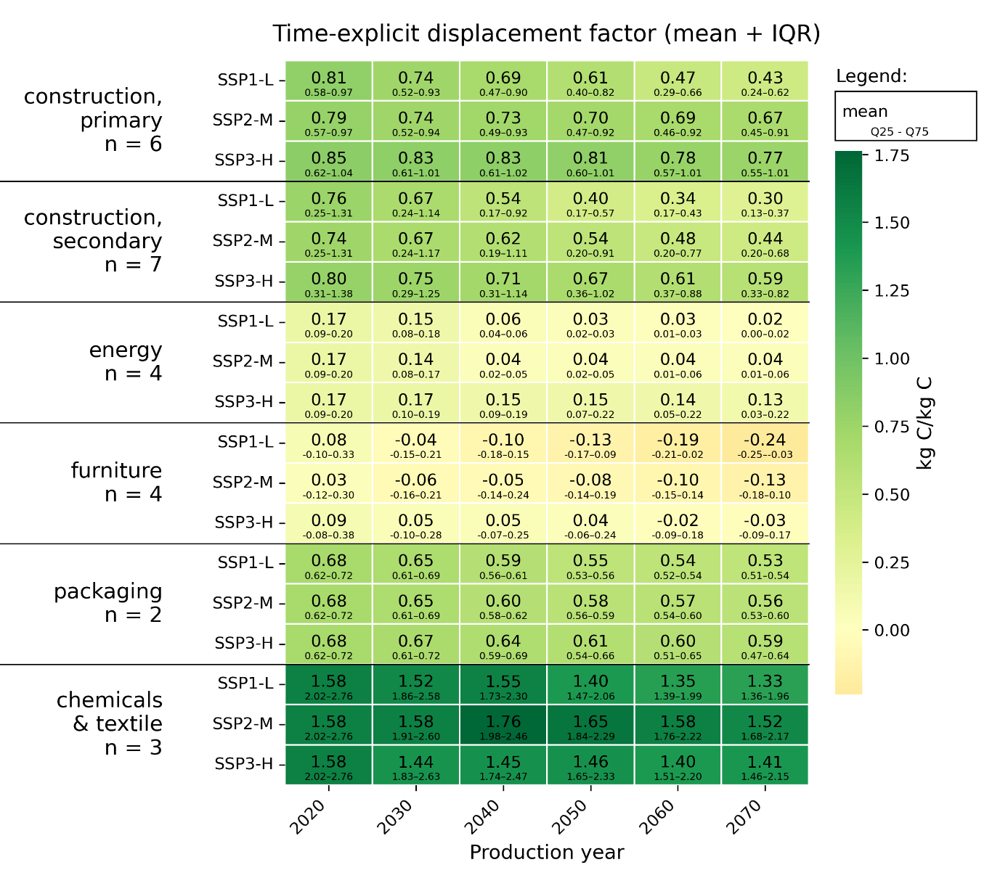 Time-explicit displacement factor (mean + IQR)
construction,
primary
n = 6
SSP1-L 0.81 0.74 0.69 0.61 0.47 0.43
0.58–0.97 0.52–0.93 0.47–0.90 0.40–0.82 0.29–0.66 0.24–0.62
SSP2-M 0.79 0.74 0.73 0.70 0.69 0.67
0.57–0.97 0.52–0.94 0.49–0.93 0.47–0.92 0.46–0.92 0.45–0.91
SSP3-H 0.85 0.83 0.83 0.81 0.78 0.77
0.62–1.04 0.61–1.01 0.61–1.02 0.60–1.01 0.57–1.01 0.55–1.01
construction,
secondary
n = 7
SSP1-L 0.76 0.67 0.54 0.40 0.34 0.30
0.25–1.31 0.24–1.14 0.17–0.92 0.17–0.57 0.17–0.43 0.13–0.37
SSP2-M 0.74 0.67 0.62 0.54 0.48 0.44
0.25–1.31 0.24–1.17 0.19–1.11 0.20–0.91 0.20–0.77 0.20–0.68
SSP3-H 0.80 0.75 0.71 0.67 0.61 0.59
0.31–1.38 0.29–1.25 0.31–1.14 0.36–1.02 0.37–0.88 0.33–0.82
energy
n = 4
SSP1-L 0.17 0.15 0.06 0.03 0.03 0.02
0.09–0.20 0.08–0.18 0.04–0.06 0.02–0.03 0.01–0.03 0.00–0.02
SSP2-M 0.17 0.14 0.04 0.04 0.04 0.04
0.09–0.20 0.08–0.17 0.02–0.05 0.02–0.05 0.01–0.06 0.01–0.06
SSP3-H 0.17 0.17 0.15 0.15 0.14 0.13
0.09–0.20 0.10–0.19 0.09–0.19 0.07–0.22 0.05–0.22 0.03–0.22
furniture
n = 4
SSP1-L 0.08 -0.04 -0.10 -0.13 -0.19 -0.24
-0.10–0.33 -0.15–0.21 -0.18–0.15 -0.17–0.09 -0.21–0.02 -0.25–-0.03
SSP2-M 0.03 -0.06 -0.05 -0.08 -0.10 -0.13
-0.12–0.30 -0.16–0.21 -0.14–0.24 -0.14–0.19 -0.15–0.14 -0.18–0.10
SSP3-H 0.09 0.05 0.05 0.04 -0.02 -0.03
-0.08–0.38 -0.10–0.28 -0.07–0.25 -0.06–0.24 -0.09–0.18 -0.09–0.17
packaging
n = 2
SSP1-L 0.68 0.65 0.59 0.55 0.54 0.53
0.62–0.72 0.61–0.69 0.56–0.61 0.53–0.56 0.52–0.54 0.51–0.54
SSP2-M 0.68 0.65 0.60 0.58 0.57 0.56
0.62–0.72 0.61–0.69 0.58–0.62 0.56–0.59 0.54–0.60 0.53–0.60
SSP3-H 0.68 0.67 0.64 0.61 0.60 0.59
0.62–0.72 0.61–0.72 0.59–0.69 0.54–0.66 0.51–0.65 0.47–0.64
chemicals
& textile
n = 3
SSP1-L 1.58 1.52 1.55 1.40 1.35 1.33
2.02–2.76 1.86–2.58 1.73–2.30 1.47–2.06 1.39–1.99 1.36–1.96
SSP2-M 1.58 1.58 1.76 1.65 1.58 1.52
2.02–2.76 1.91–2.60 1.98–2.46 1.84–2.29 1.76–2.22 1.68–2.17
SSP3-H 1.58 1.44 1.45 1.46 1.40 1.41
2.02–2.76 1.83–2.63 1.74–2.47 1.65–2.33 1.51–2.20 1.46–2.15
2020 2030 2040 2050 2060 2070
Production year
Legend:
mean
Q25 - Q75
1.75
1.50
1.25
1.00
0.75
0.50
0.25
0.00
kg C/kg C